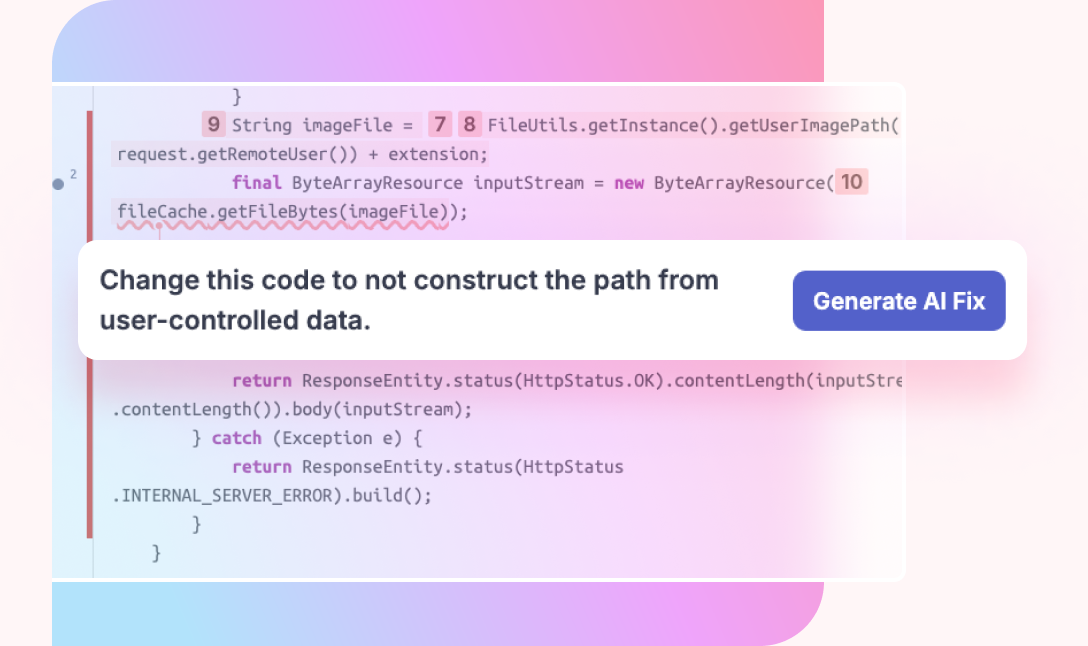 }
9 String imageFile = 7 8 FileUtils.getInstance().getUserImagePath(
request.getRemoteUser()) + extension;
2
final ByteArrayResource inputStream = new ByteArrayResource( 10
fileCache.getFileBytes(imageFile));
Change this code to not construct the path from
user-controlled data.
Generate AI Fix
return ResponseEntity.status(HttpStatus.OK).contentLength(inputStre
.contentLength()).body(inputStream);
} catch (Exception e) {
return ResponseEntity.status(HttpStatus
.INTERNAL_SERVER_ERROR).build();
}
}